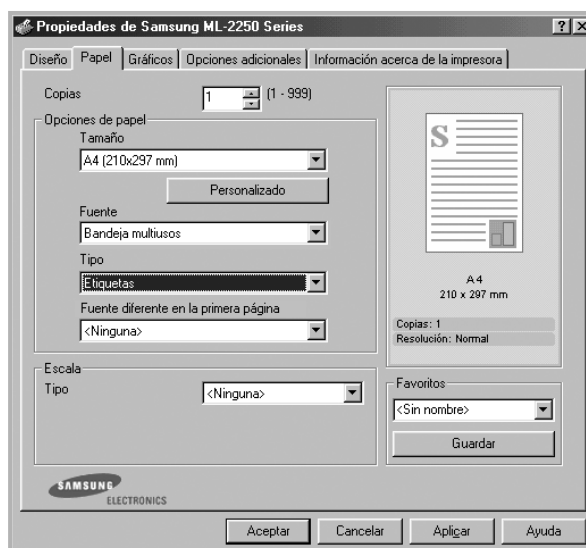 Propiedades de Samsung ML-2250 Series
Diseño Papel Gráficos Opciones adicionales Información acerca de la impresora
Copias 1 (1 - 999)
Opciones de papel
Tamaño
A4 (210x297 mm)
Personalizado
Fuente
Bandeja multiusos
Tipo
Etiquetas
Fuente diferente en la primera página
<Ninguna>
Escala
Tipo <Ninguna>
S
A4
210 x 297 mm
Copias: 1
Resolución: Normal
Favoritos
<Sin nombre>
Guardar
SAMSUNG
ELECTRONICS
Aceptar Cancelar Aplicar Ayuda